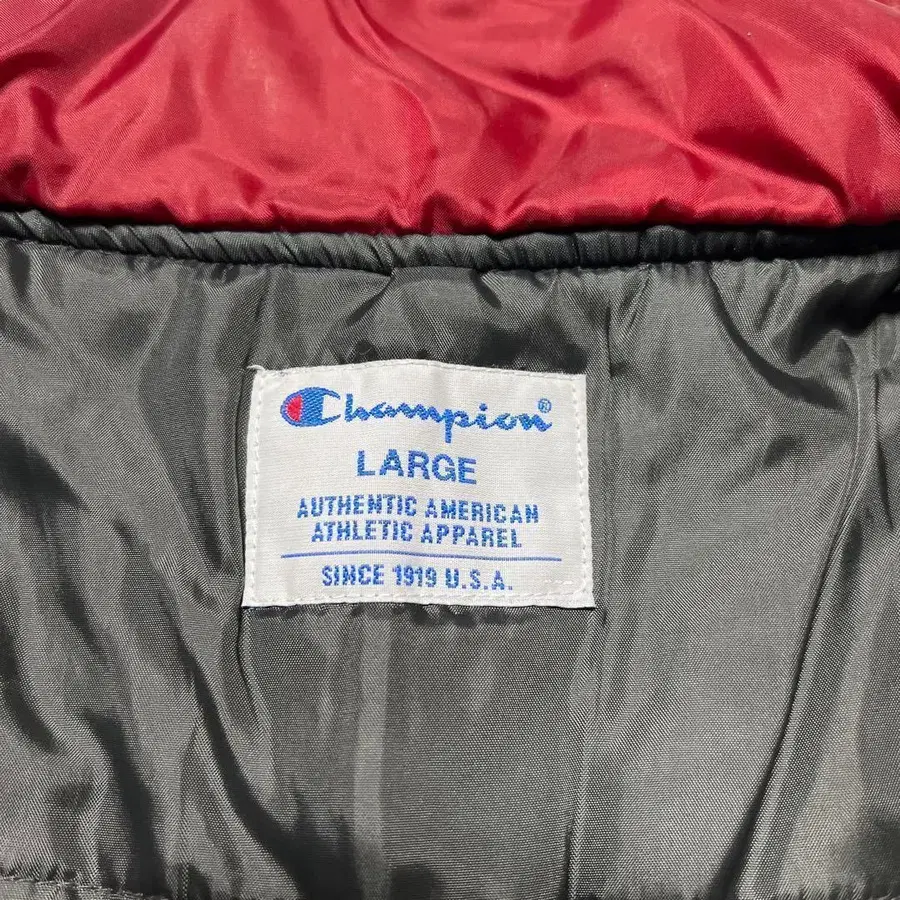 Champion®
LARGE
AUTHENTIC AMERICAN
ATHLETIC APPAREL
SINCE 1919 U.S.A.